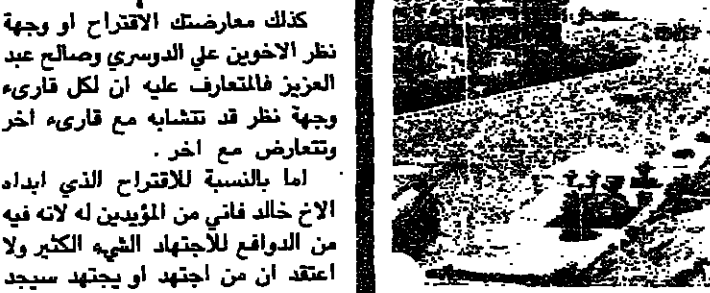 كذلك معارضتك الاقتراح او وجهة
نظر الاخوين علي الدوسري وصالح عبد
العزيز فالمتعارف عليه ان لكل قارىء
وجهة نظر قد تتشابه مع قارىء اخر
وتتعارض مع اخر .
اما بالنسبة للاقتراح الذي ابداه
الاخ خالد فاني من المؤيدين له لانه فيه
من الدوافع للاجتهاد الشيء الكثير ولا
اعتقد ان من اجتهد او يجتهد سيجد